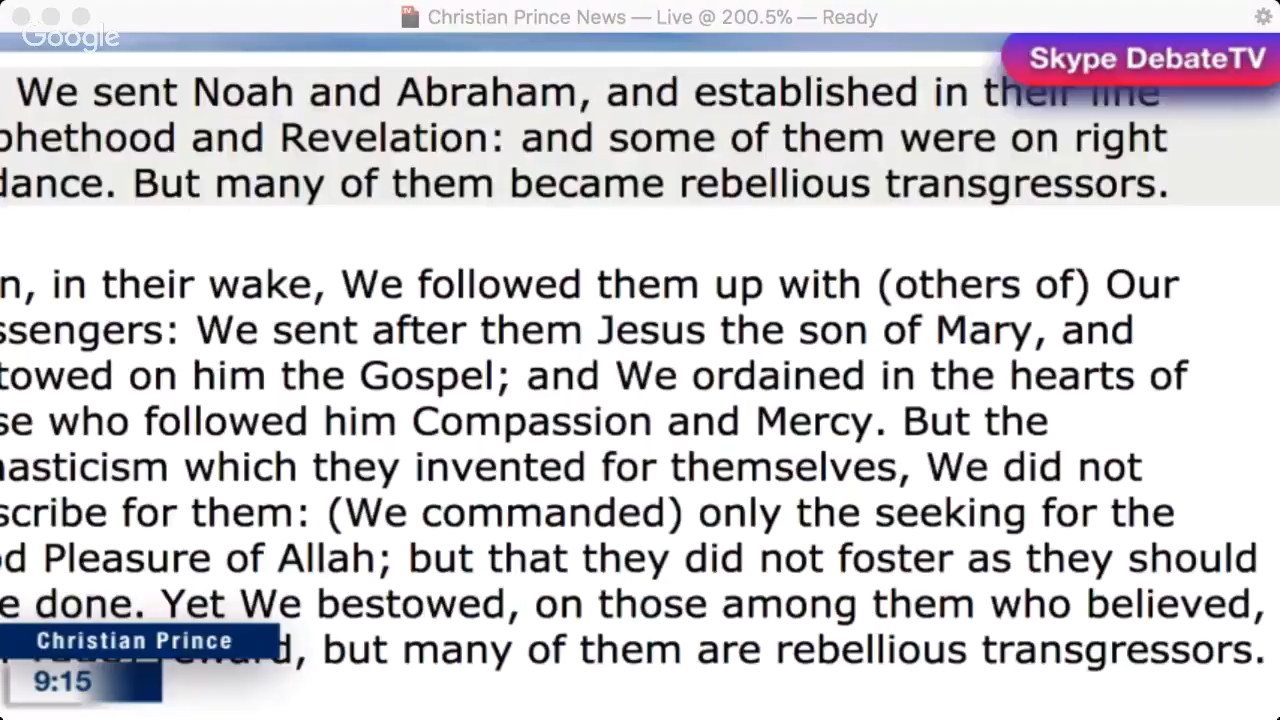 Christian Prince News — Live @ 200.5% — Ready
Google
Skype DebateTV
We sent Noah and Abraham, and established in their line
phethood and Revelation: and some of them were on right
dance. But many of them became rebellious transgressors.
n, in their wake, We followed them up with (others of) Our
ssengers: We sent after them Jesus the son of Mary, and
towed on him the Gospel; and We ordained in the hearts of
se who followed him Compassion and Mercy. But the
nasticism which they invented for themselves, We did not
scribe for them: (We commanded) only the seeking for the
d Pleasure of Allah; but that they did not foster as they should
e done. Yet We bestowed, on those among them who believed,
but many of them are rebellious transgressors.
Christian Prince
9:15